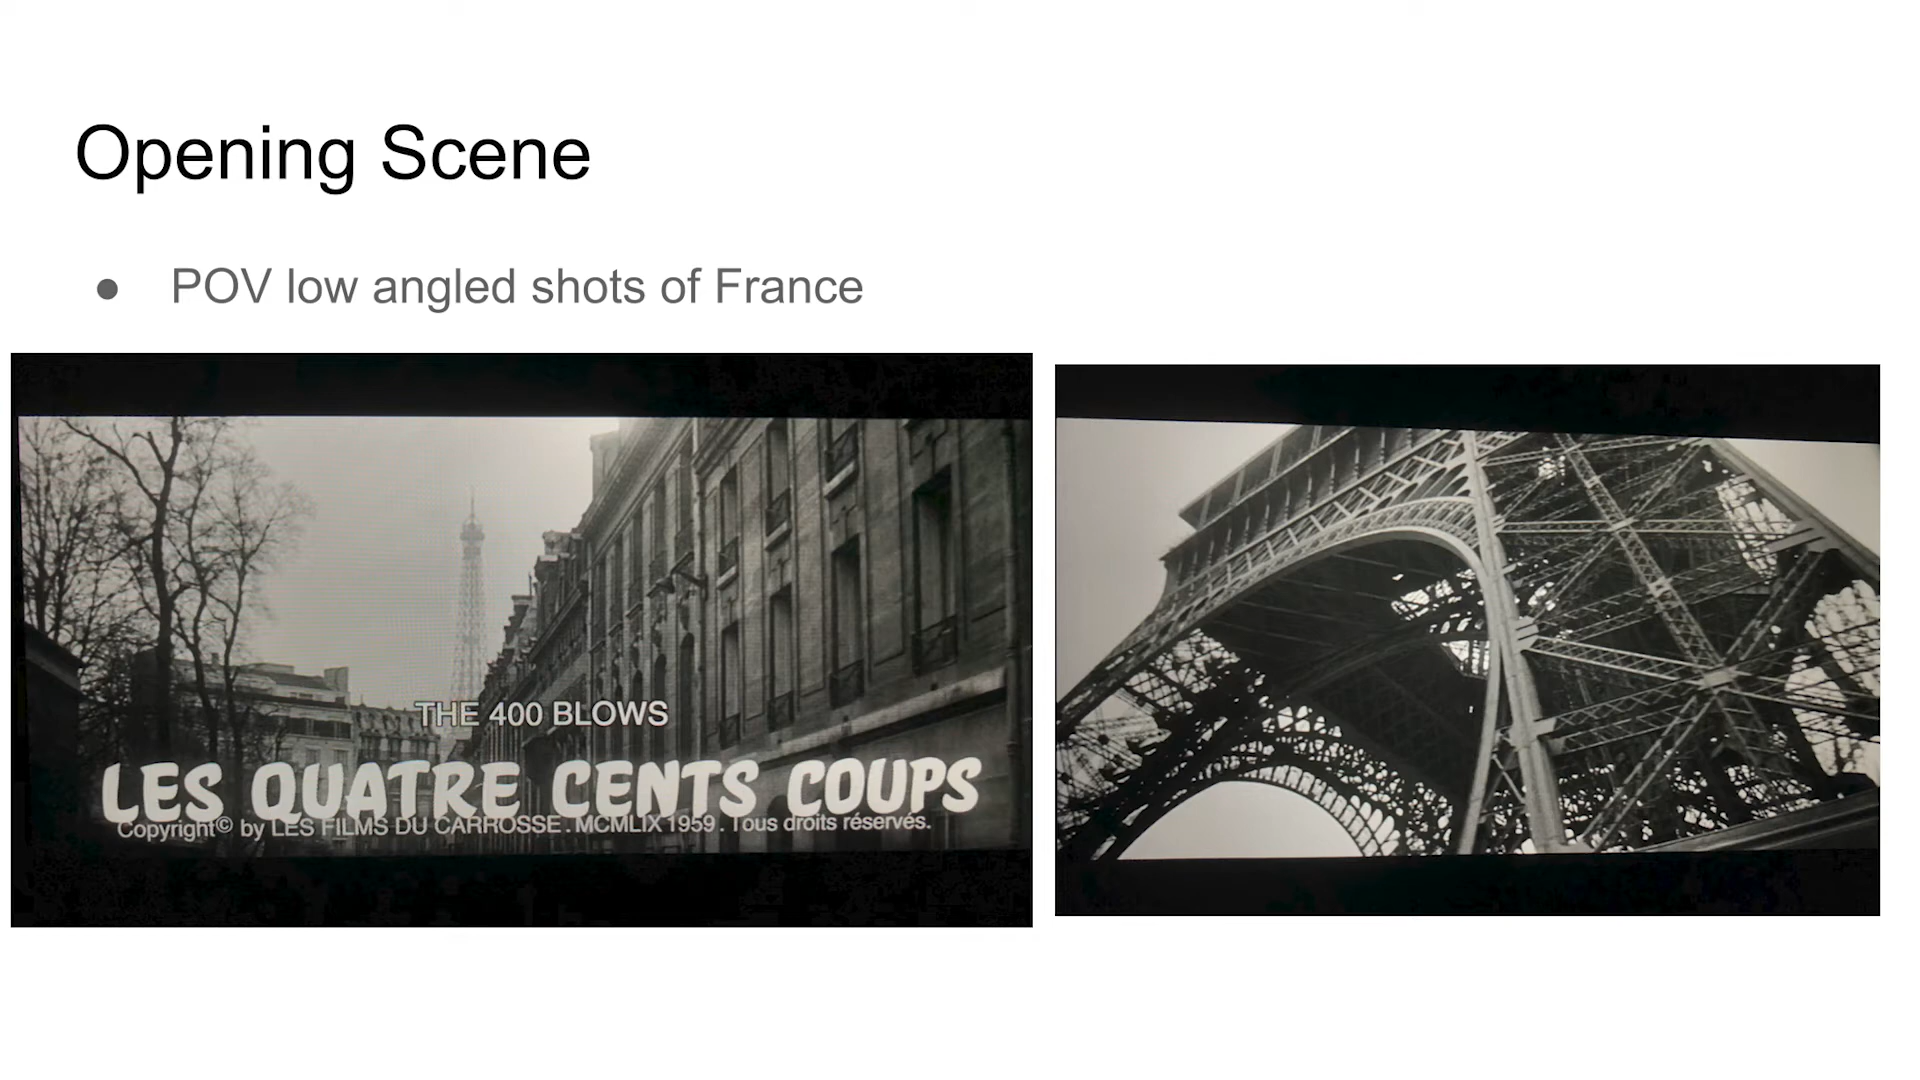 Opening Scene
● POV low angled shots of France
THE 400 BLOWS
LES QUATRE CENTS COUPS
Copyright© by LES FILMS DU CARROSSE. MCMLIX 1959. Tous droits réservés.